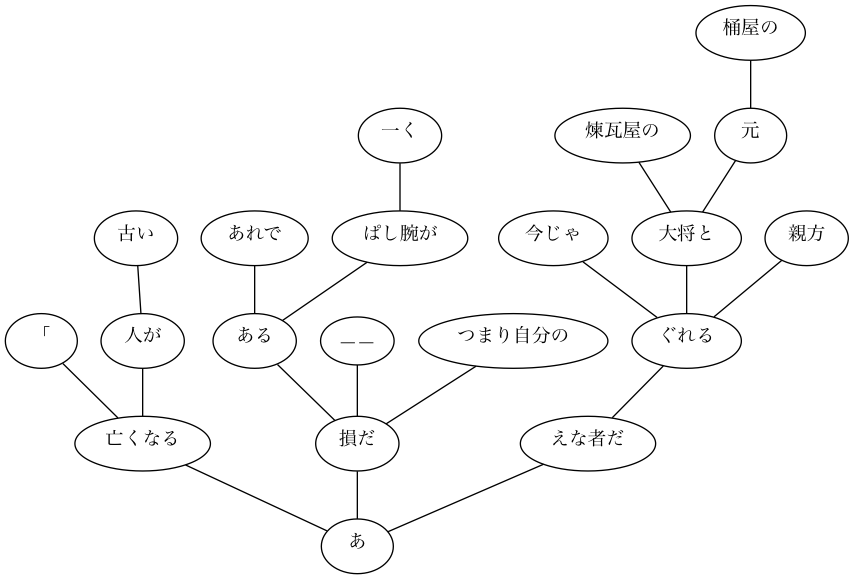 桶屋の
一く
煉瓦屋の
元
古い
あれで
ぱし腕が
今じゃ
大将と
親方
「
人が
ある
――
つまり自分の
ぐれる
亡くなる
損だ
えな者だ
あ